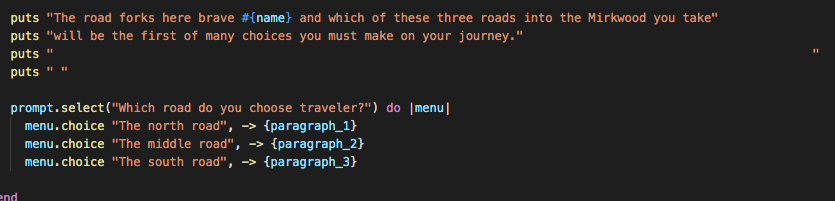 puts "The road forks here brave #{name} and which of these three roads into the Mirkwood you take"
puts "will be the first of many choices you must make on your journey."
puts "                                                                                                     "
puts " "
prompt.select("Which road do you choose traveler?") do |menu|
menu.choice "The north road", -> {paragraph_1}
menu.choice "The middle road", -> {paragraph_2}
menu.choice "The south road", -> {paragraph_3}
end